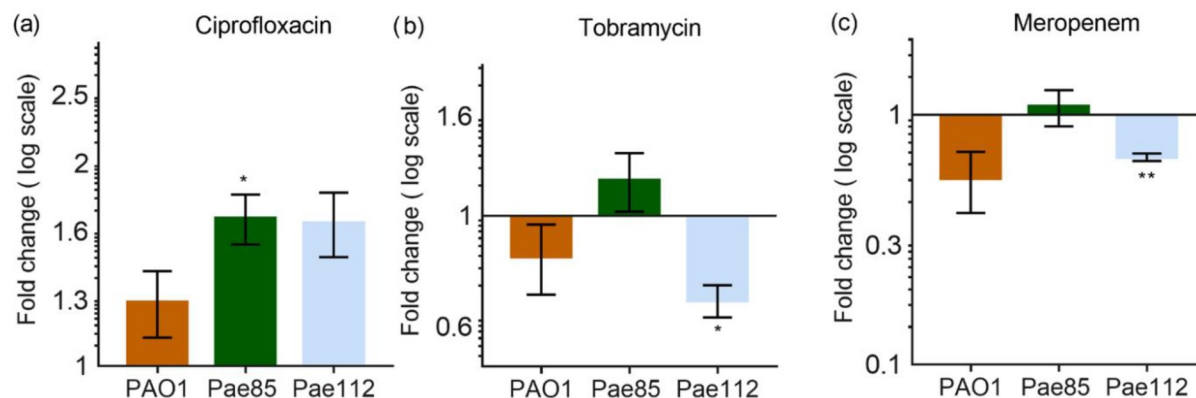 (a)
Ciprofloxacin
Fold change ( log scale)
2.5
2
1.6
1.3
1
*
PAO1 Pae85 Pae112
(b)
Tobramycin
Fold change ( log scale)
1.6
1
0.6
*
PAO1 Pae85 Pae112
(c)
Meropenem
Fold change ( log scale)
1
0.3
0.1
**
PAO1 Pae85 Pae112